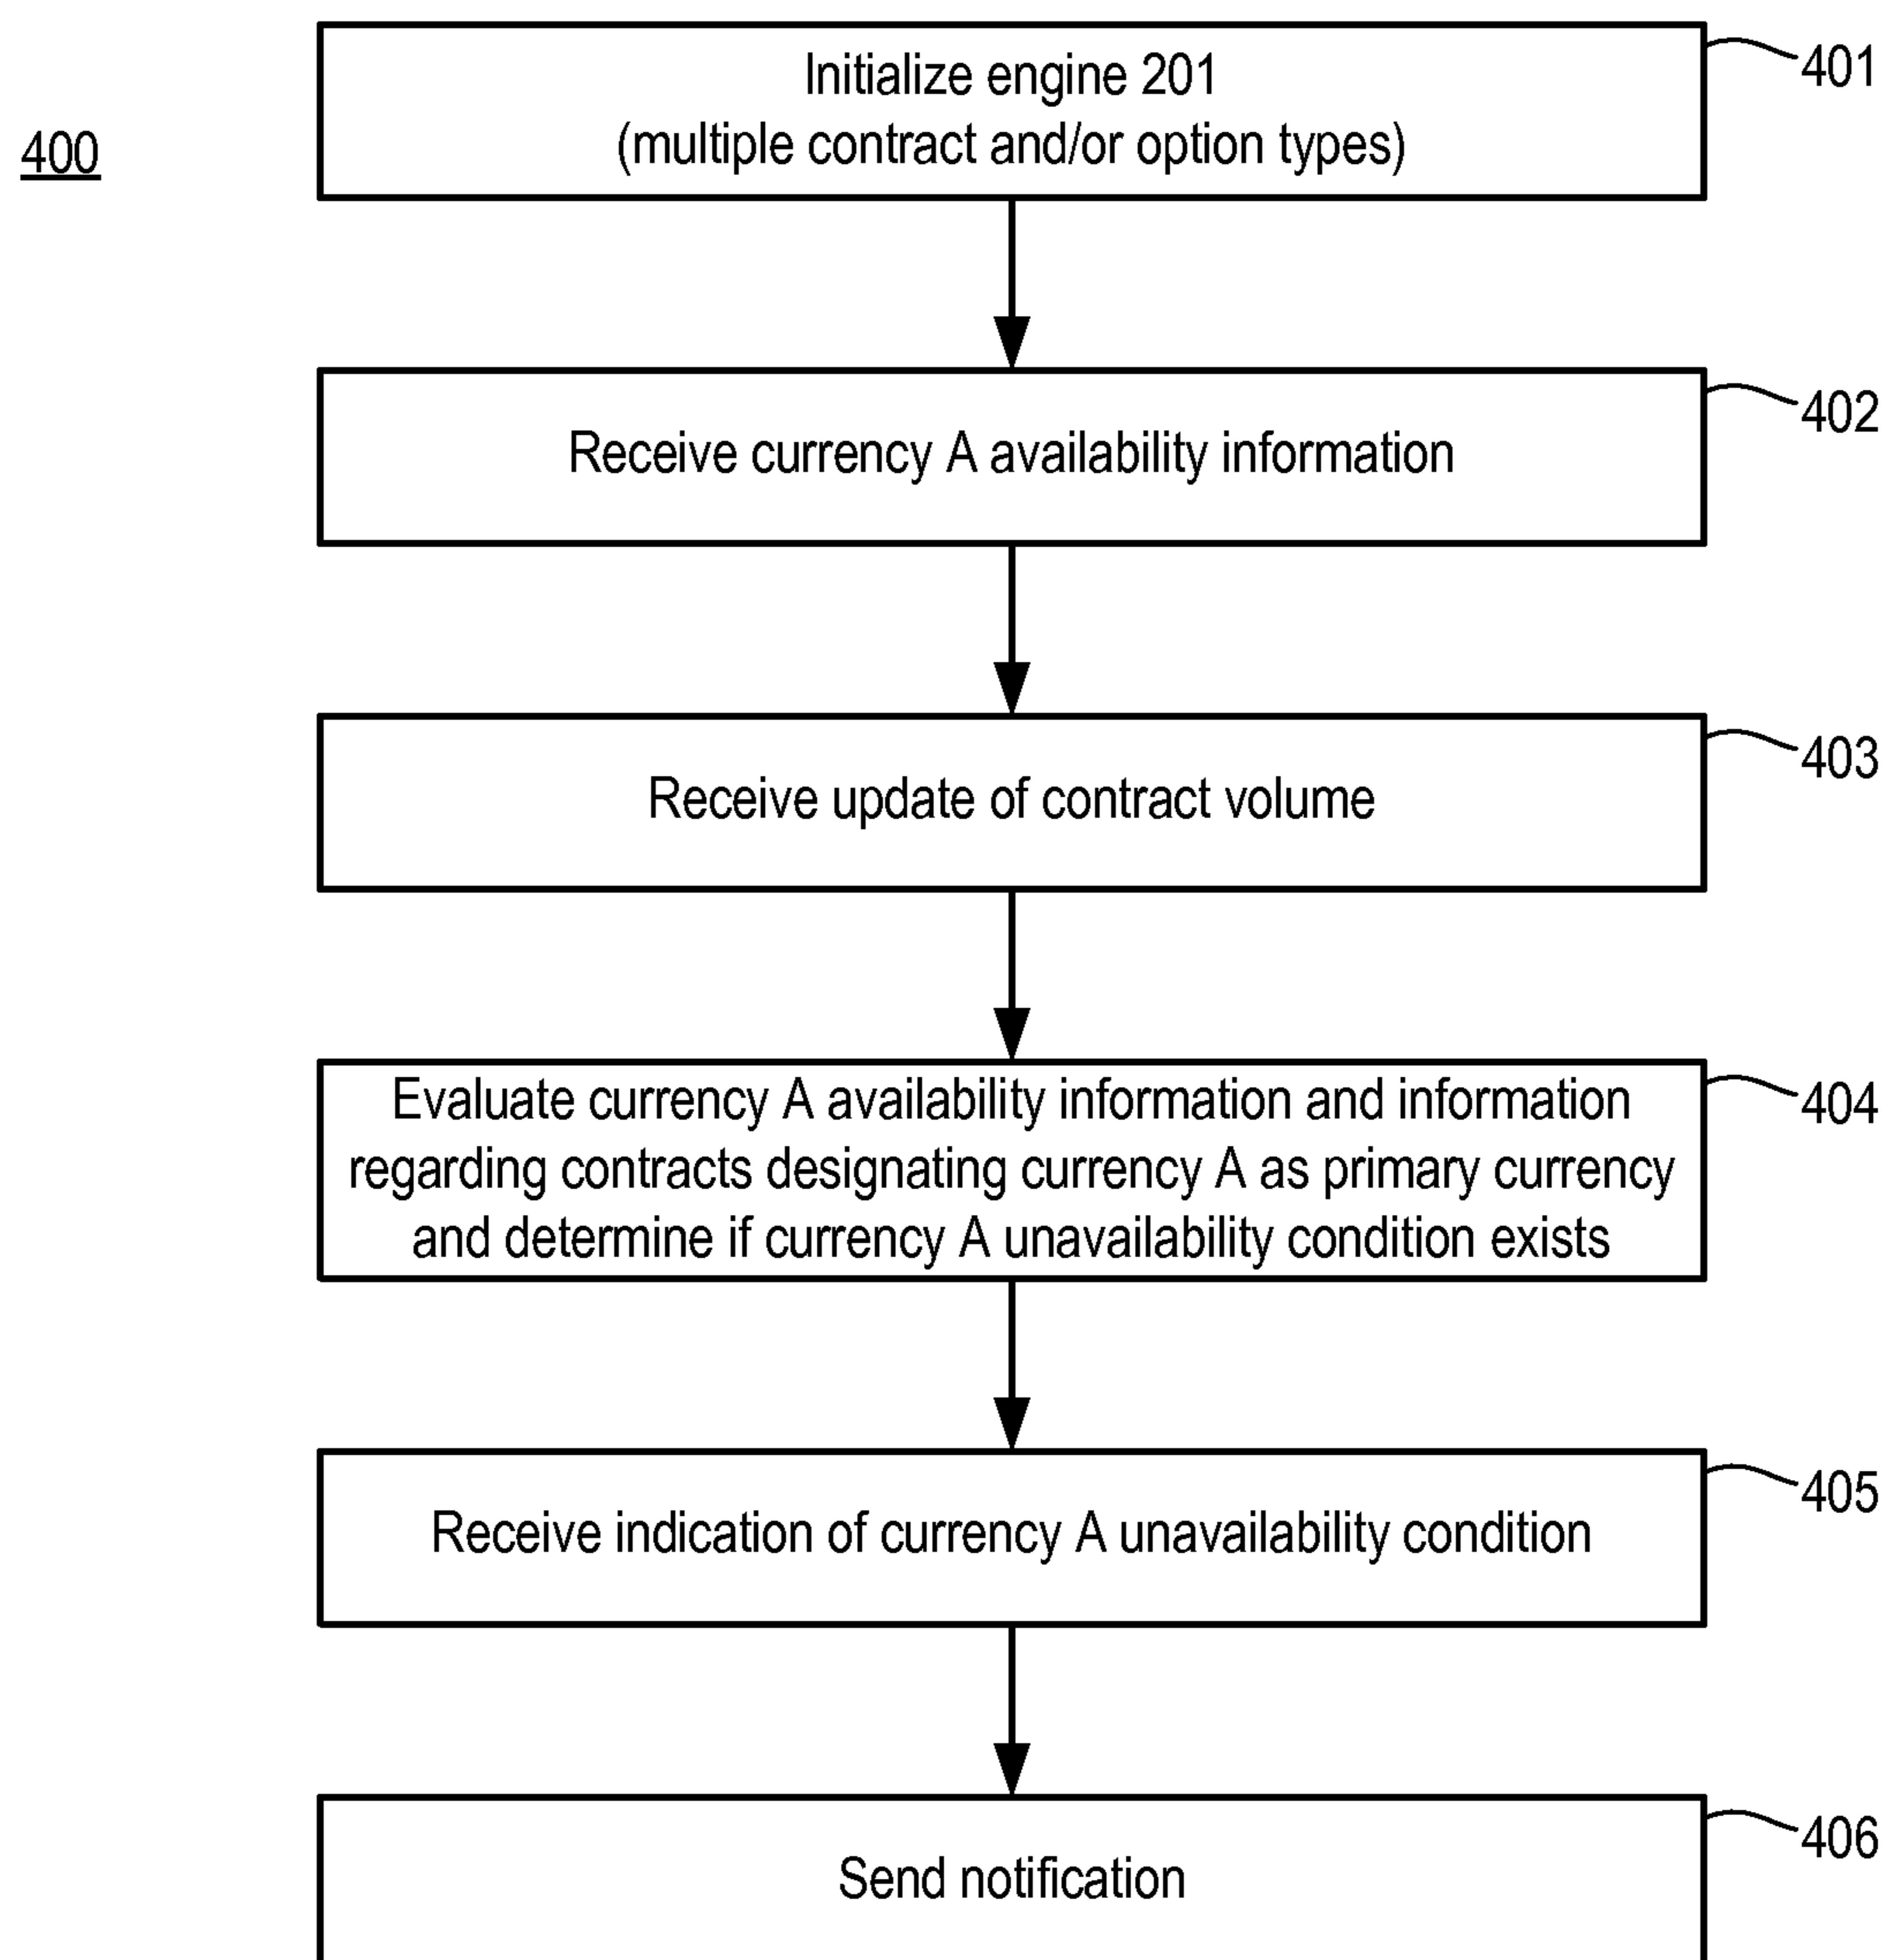 400
Initialize engine 201
(multiple contract and/or option types)
401
Receive currency A availability information
402
Receive update of contract volume
403
Evaluate currency A availability information and information
regarding contracts designating currency A as primary currency
and determine if currency A unavailability condition exists
404
Receive indication of currency A unavailability condition
405
Send notification
406